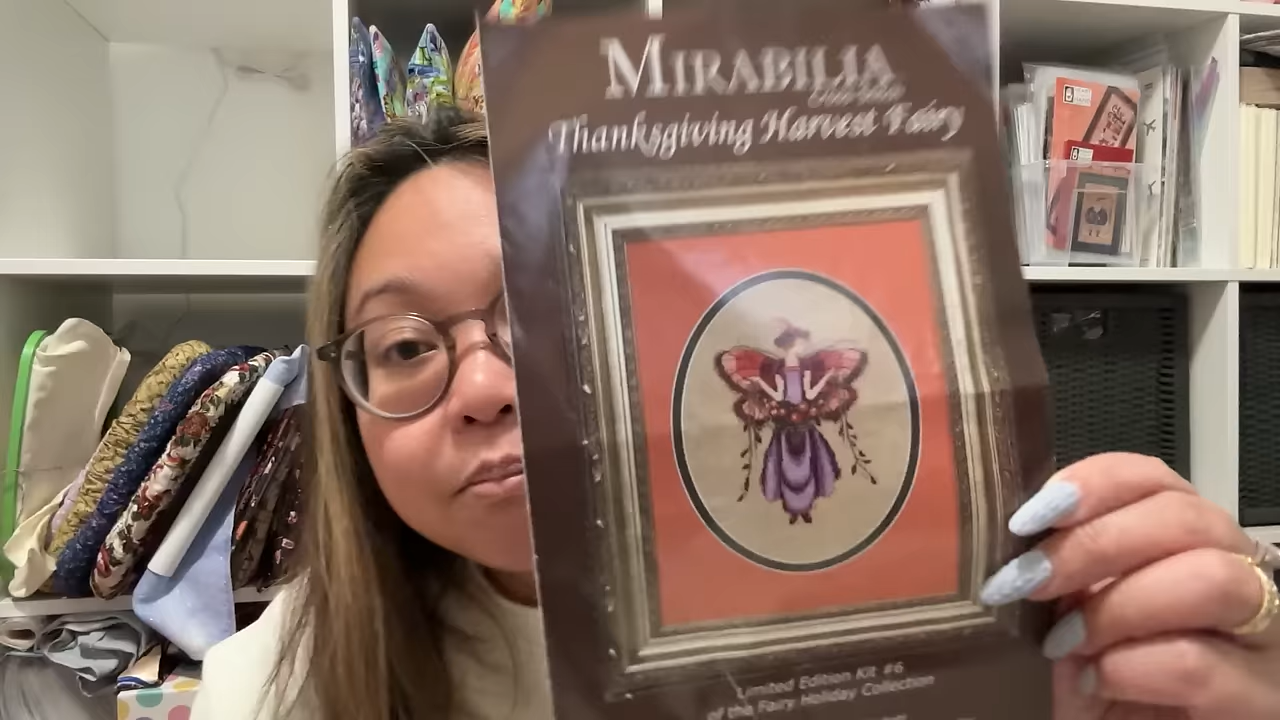 MIRABILIA
Thanksgiving Harvest Fairy
Limited Edition Kit #6
of the Fairy Holiday Collection